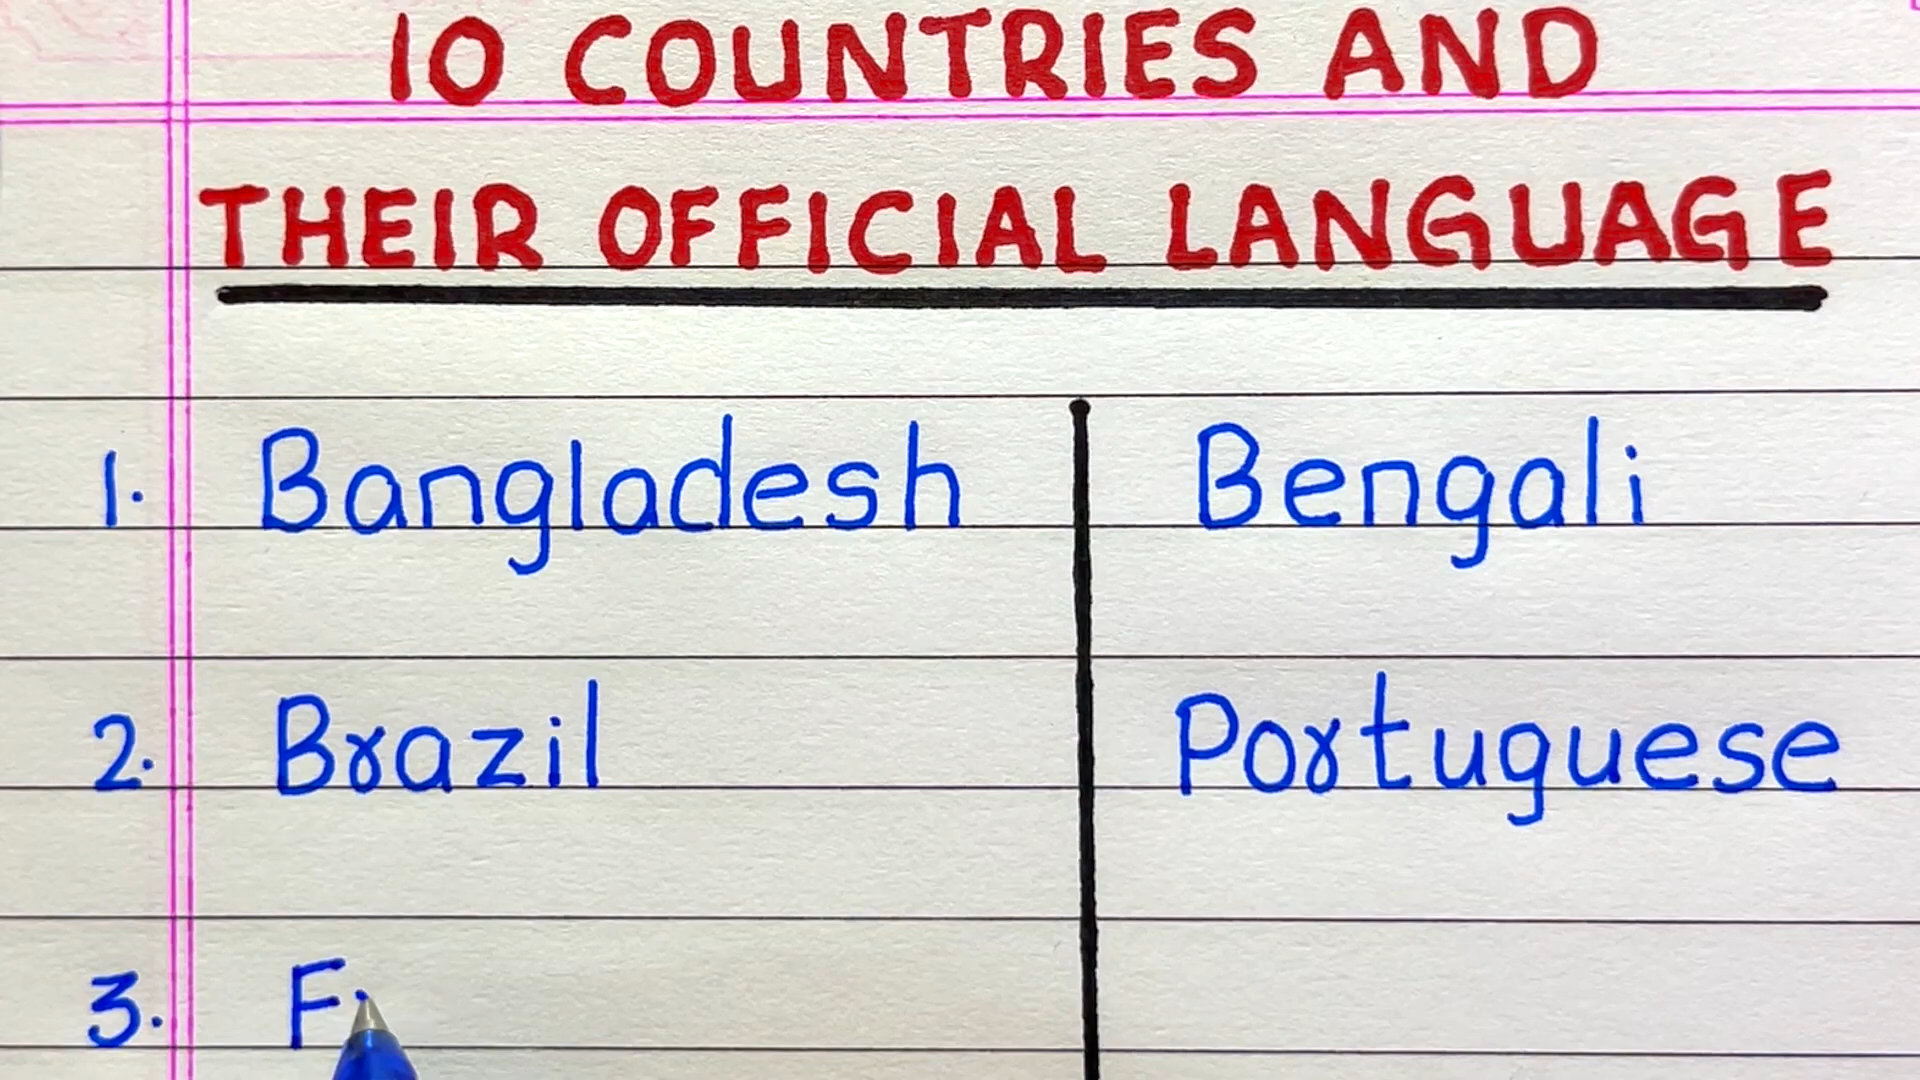 10 COUNTRIES AND
THEIR OFFICIAL LANGUAGE
1. Bangladesh Bengali
2. Brazil Portuguese
3. F